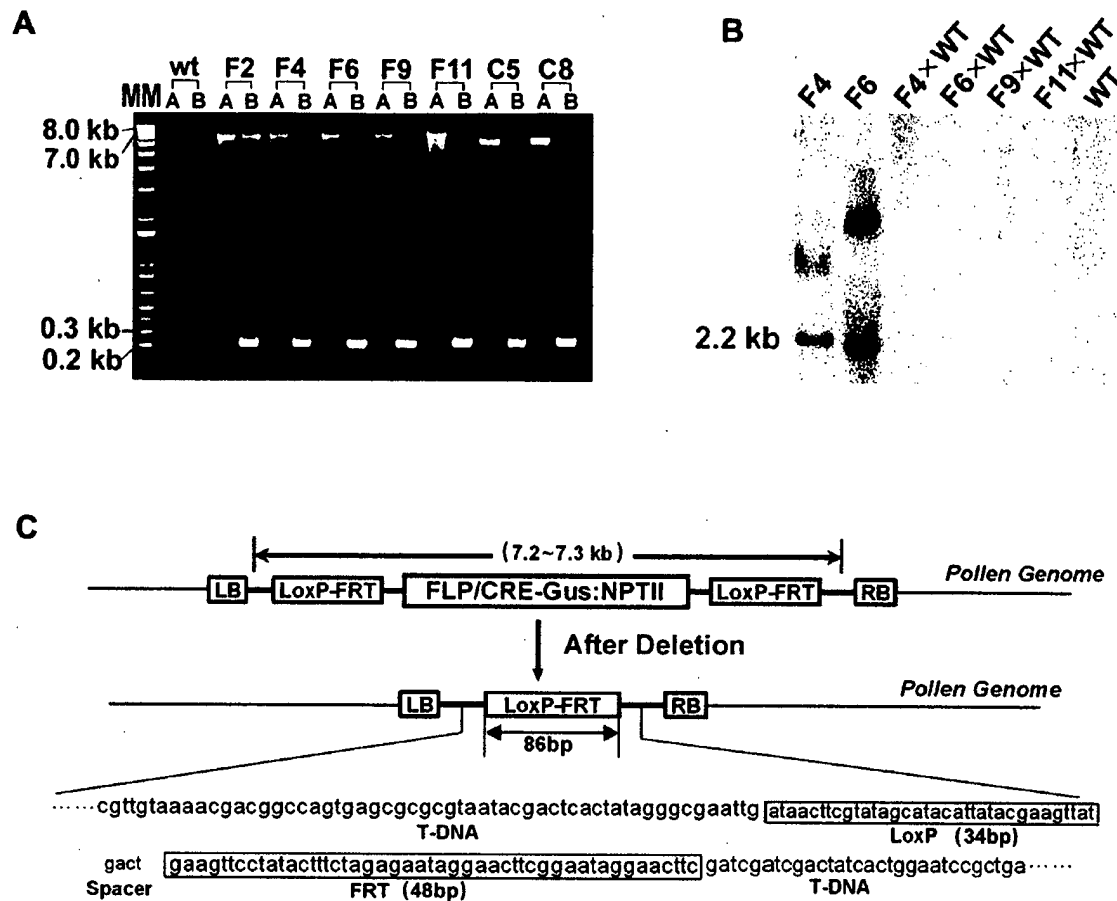 A
wt F2 F4 F6 F9 F11 C5 C8
MM A B A B A B A B A B A B A B A B
8.0 kb
7.0 kb
0.3 kb
0.2 kb
B
F4 F6 F4×WT F6×WT F9×WT F11×WT WT
2.2 kb
C
(7.2~7.3 kb)
LB LoxP-FRT FLP/CRE-Gus:NPTII LoxP-FRT RB Pollen Genome
After Deletion
LB LoxP-FRT RB Pollen Genome
86bp
······cgttgtaaaacgacggccagtgagcgcgcgtaatacgactcactatagggcgaattg ataacttcgtatagcatacattatacgaagttat
T-DNA LoxP (34bp)
gact gaagttcctatactttctagagaataggaacttcggaataggaacttc gatcgatcgactatcactggaatccgctga······
Spacer FRT (48bp) T-DNA